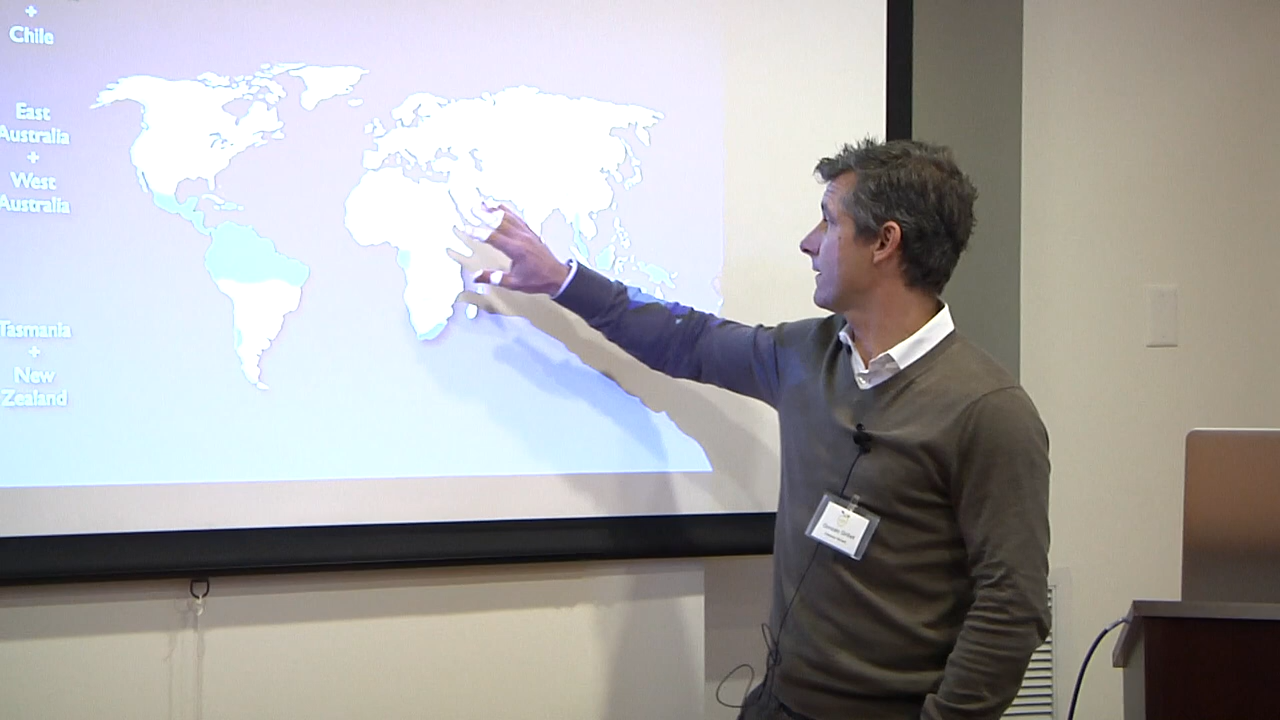 +
Chile
East
Australia
+
West
Australia
Tasmania
+
New
Zealand